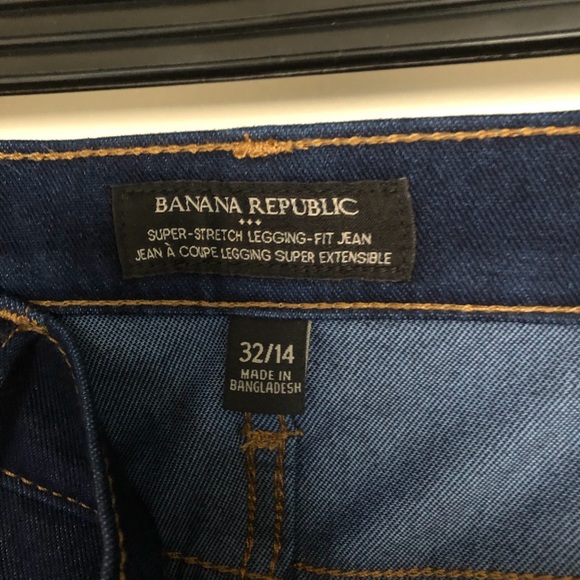 BANANA REPUBLIC
SUPER-STRETCH LEGGING-FIT JEAN
JEAN À COUPE LEGGING SUPER EXTENSIBLE
32/14
MADE IN
BANGLADESH